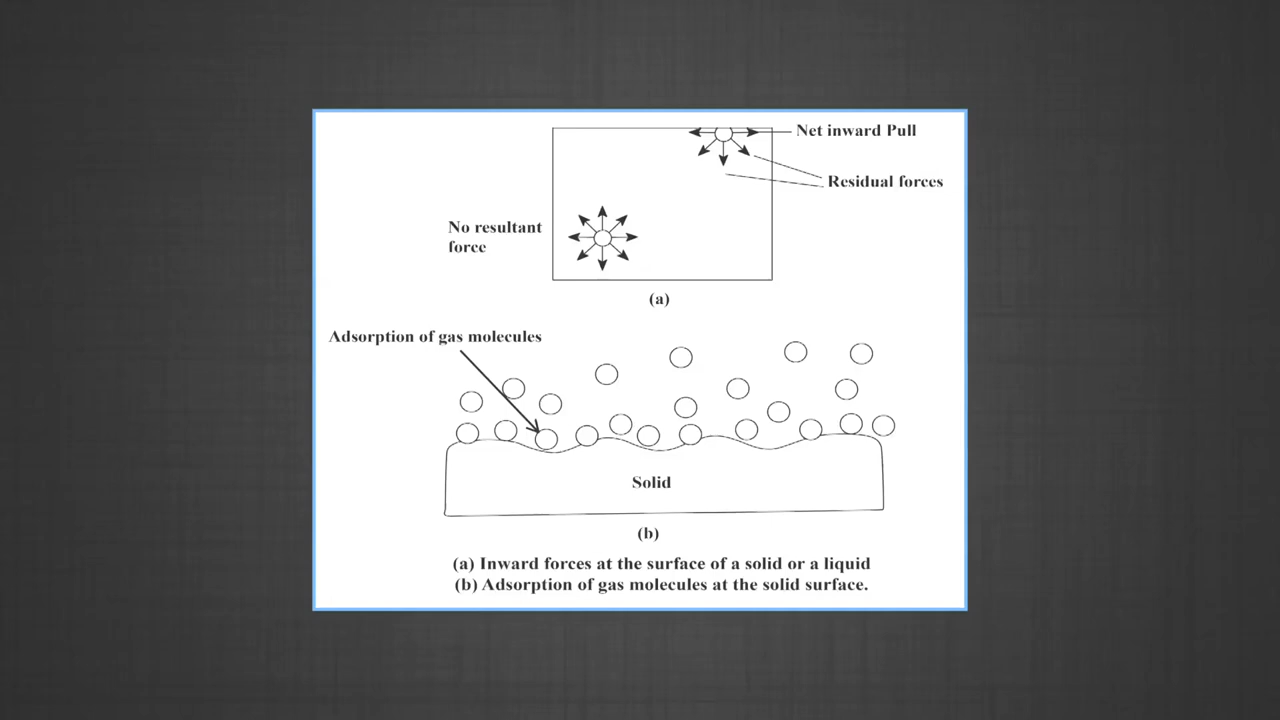 Net inward Pull
Residual forces
No resultant
force
(a)
Adsorption of gas molecules
Solid
(b)
(a) Inward forces at the surface of a solid or a liquid
(b) Adsorption of gas molecules at the solid surface.